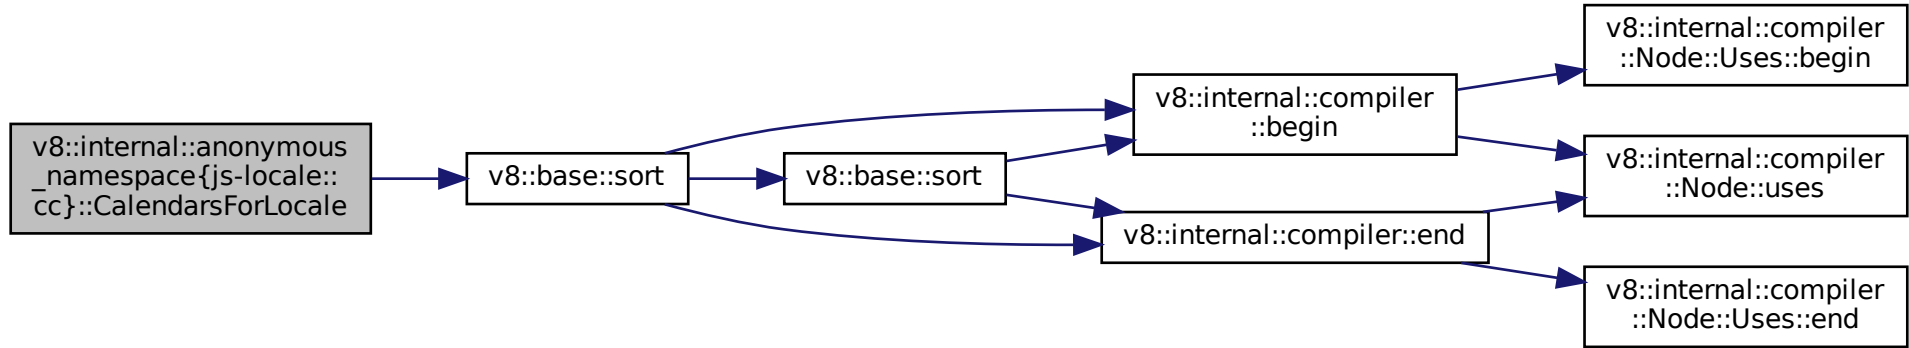 v8::internal::anonymous
_namespace{js-locale::
cc}::CalendarsForLocale
v8::base::sort
v8::base::sort
v8::internal::compiler
::begin
v8::internal::compiler::end
v8::internal::compiler
::Node::Uses::begin
v8::internal::compiler
::Node::uses
v8::internal::compiler
::Node::Uses::end